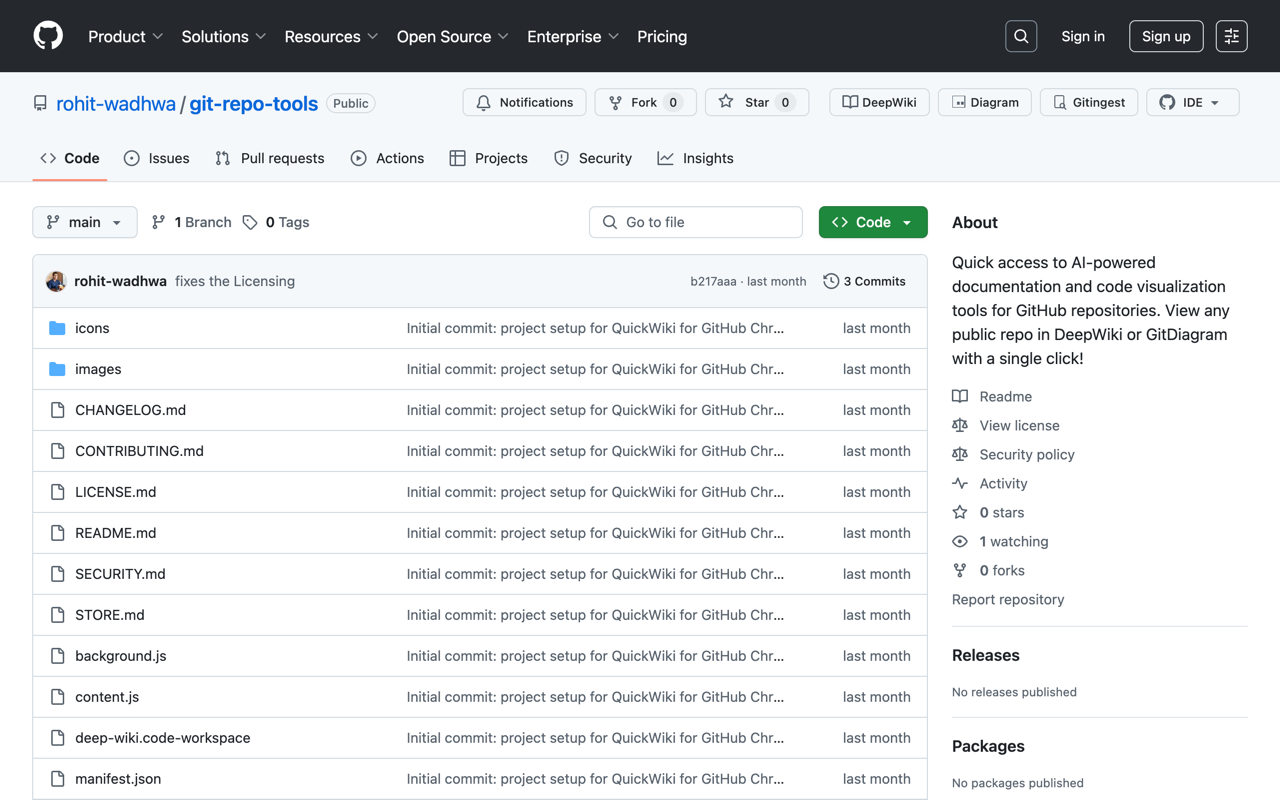 Product Solutions Resources Open Source Enterprise Pricing Sign in Sign up
rohit-wadhwa / git-repo-tools Public Notifications Fork 0 Star 0 DeepWiki Diagram Gitingest IDE
Code Issues Pull requests Actions Projects Security Insights
main 1 Branch 0 Tags Go to file Code
rohit-wadhwa fixes the Licensing b217aaa · last month 3 Commits
icons Initial commit: project setup for QuickWiki for GitHub Chr... last month
images Initial commit: project setup for QuickWiki for GitHub Chr... last month
CHANGELOG.md Initial commit: project setup for QuickWiki for GitHub Chr... last month
CONTRIBUTING.md Initial commit: project setup for QuickWiki for GitHub Chr... last month
LICENSE.md Initial commit: project setup for QuickWiki for GitHub Chr... last month
README.md Initial commit: project setup for QuickWiki for GitHub Chr... last month
SECURITY.md Initial commit: project setup for QuickWiki for GitHub Chr... last month
STORE.md Initial commit: project setup for QuickWiki for GitHub Chr... last month
background.js Initial commit: project setup for QuickWiki for GitHub Chr... last month
content.js Initial commit: project setup for QuickWiki for GitHub Chr... last month
deep-wiki.code-workspace Initial commit: project setup for QuickWiki for GitHub Chr... last month
manifest.json Initial commit: project setup for QuickWiki for GitHub Chr... last month
About
Quick access to AI-powered
documentation and code visualization
tools for GitHub repositories. View any
public repo in DeepWiki or GitDiagram
with a single click!
Readme
View license
Security policy
Activity
0 stars
1 watching
0 forks
Report repository
Releases
No releases published
Packages
No packages published